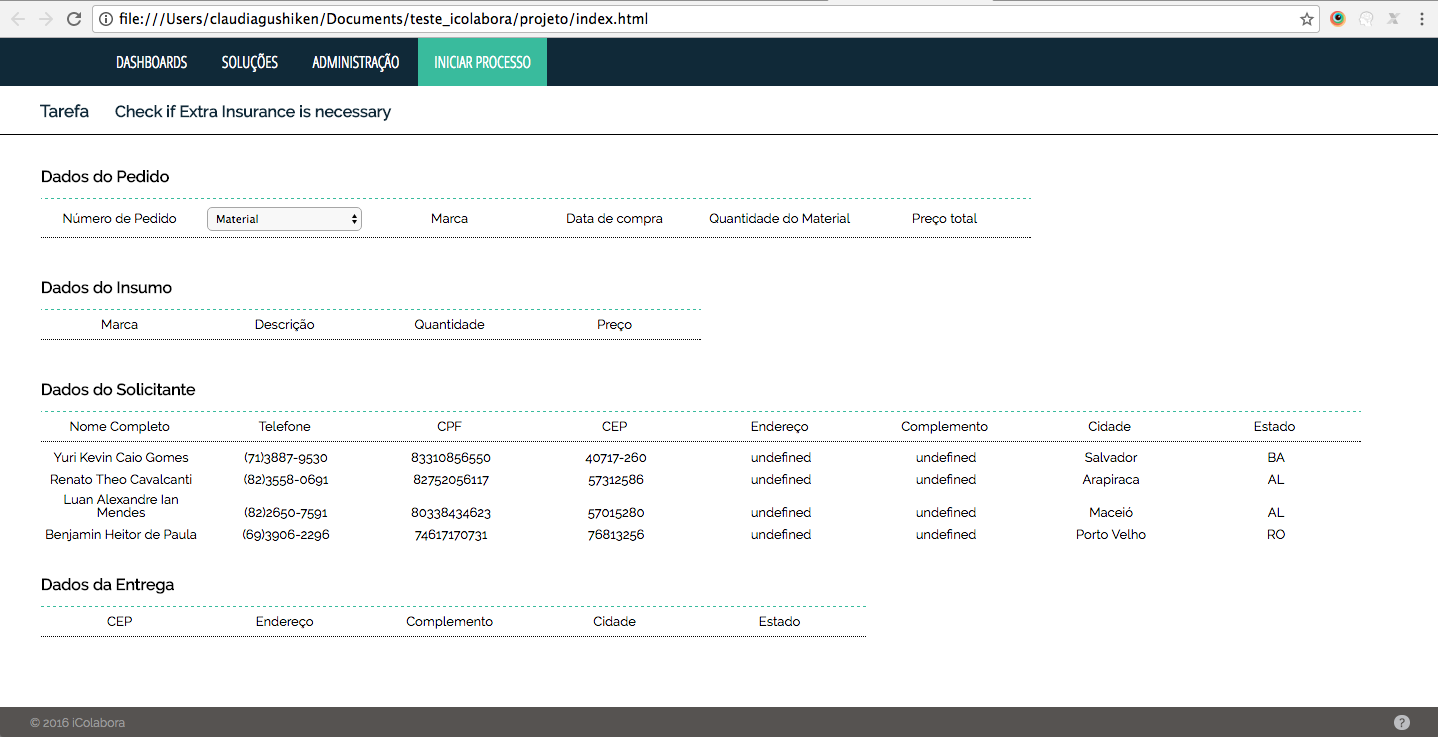 file:///Users/claudiagushiken/Documents/teste_icolabora/projeto/index.html
DASHBOARDS SOLUÇÕES ADMINISTRAÇÃO INICIAR PROCESSO
Tarefa Check if Extra Insurance is necessary
Dados do Pedido
Número de Pedido Material Marca Data de compra Quantidade do Material Preço total
Dados do Insumo
Marca Descrição Quantidade Preço
Dados do Solicitante
Nome Completo Telefone CPF CEP Endereço Complemento Cidade Estado
Yuri Kevin Caio Gomes (71)3887-9530 83310856550 40717-260 undefined undefined Salvador BA
Renato Theo Cavalcanti (82)3558-0691 82752056117 57312586 undefined undefined Arapiraca AL
Luan Alexandre Ian
Mendes (82)2650-7591 80338434623 57015280 undefined undefined Maceió AL
Benjamin Heitor de Paula (69)3906-2296 74617170731 76813256 undefined undefined Porto Velho RO
Dados da Entrega
CEP Endereço Complemento Cidade Estado
© 2016 iColabora ?